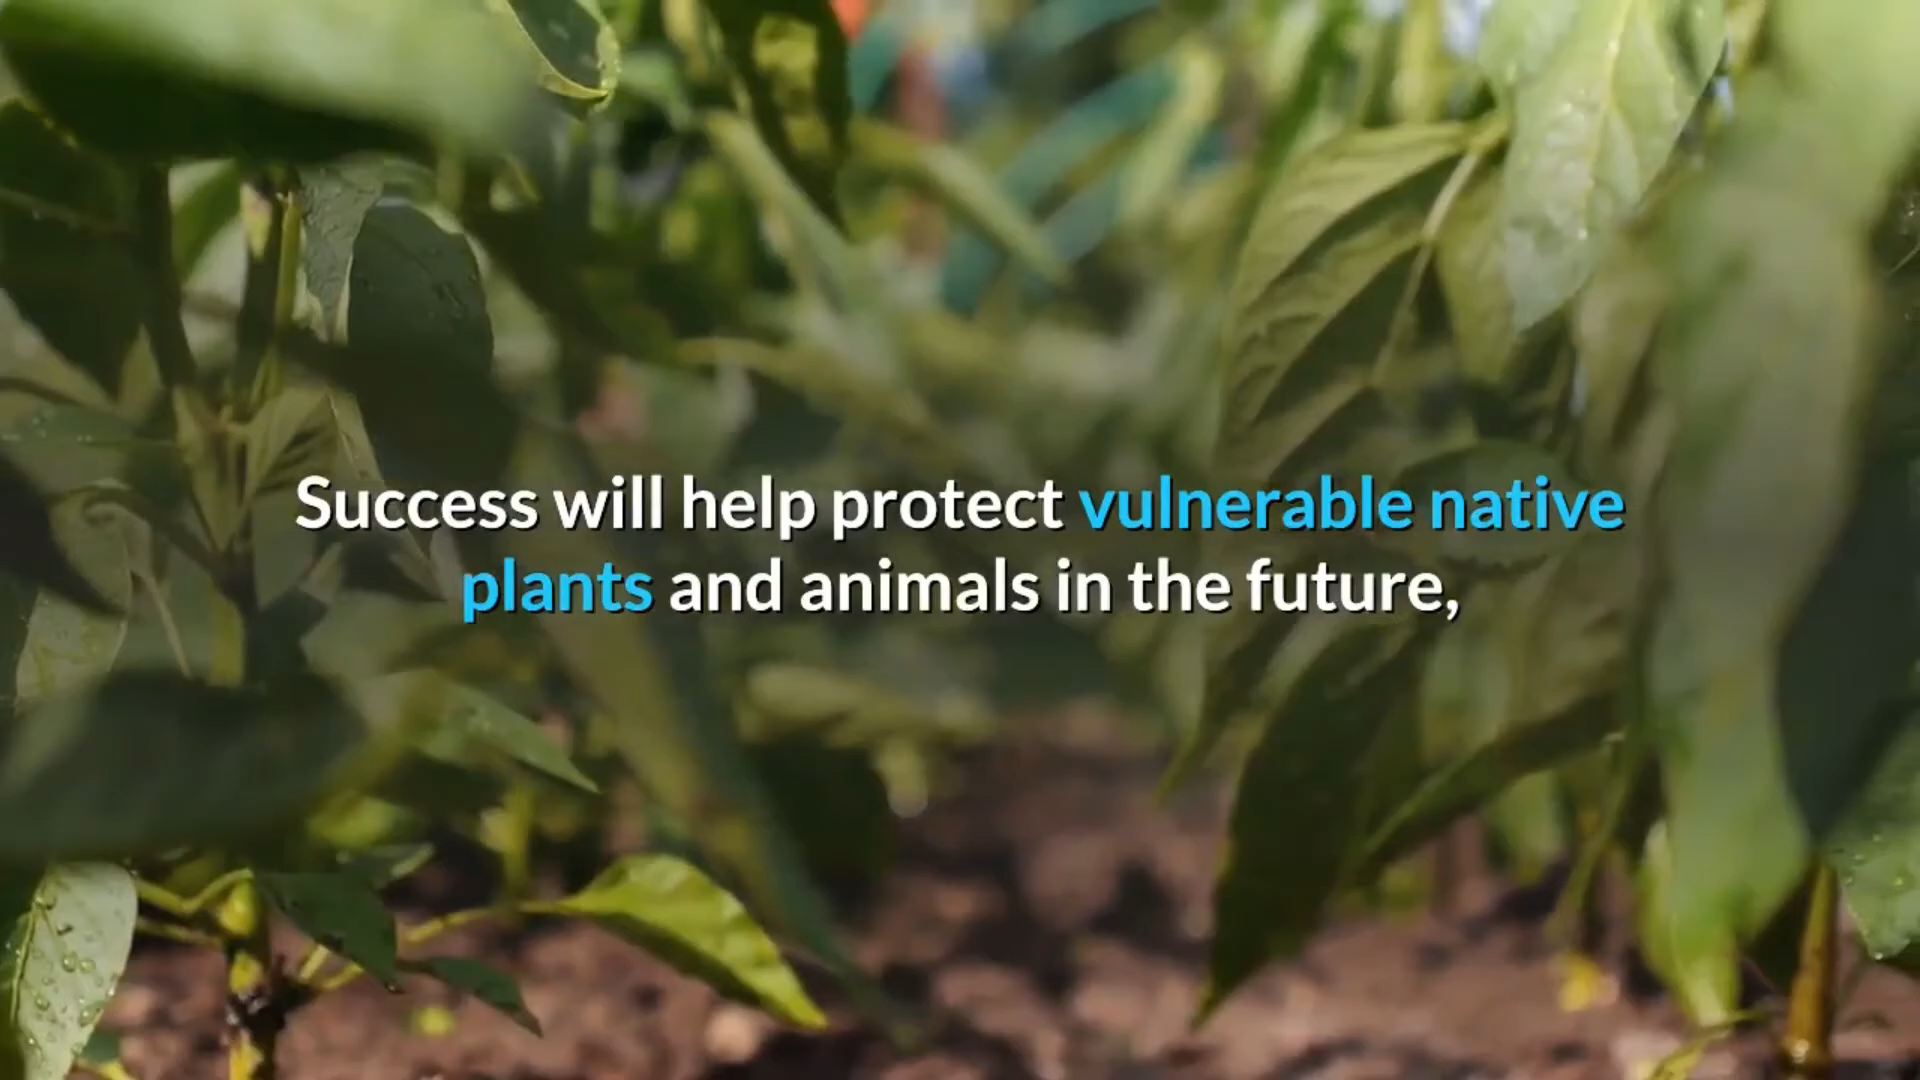 Success will help protect vulnerable native
plants and animals in the future,